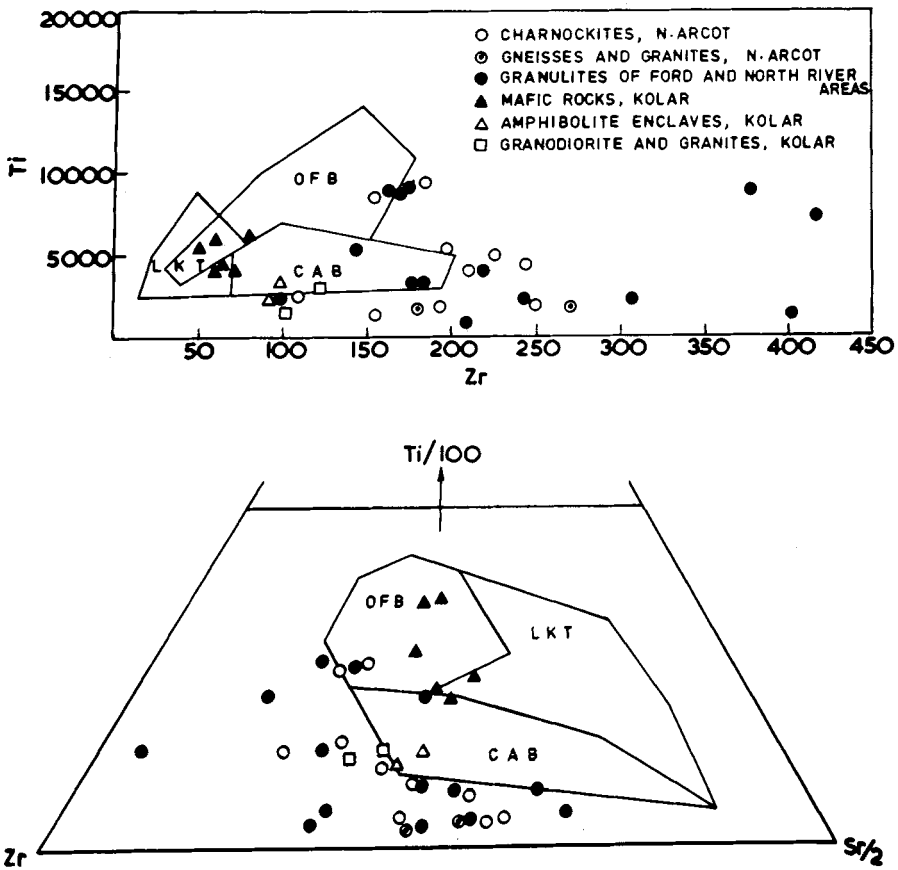 20000
15000
10000
5000
Ti
CHARNOCKITES, N. ARCOT
GNEISSES AND GRANITES, N. ARCOT
GRANULITES OF FORD AND NORTH RIVER
AREAS
MAFIC ROCKS, KOLAR
AMPHIBOLITE ENCLAVES, KOLAR
GRANODIORITE AND GRANITES, KOLAR
OFB
LKT
CAB
50 100 150 200 250 300 350 400 450
Zr
Ti/100
OFB
LKT
CAB
Zr
Sr/2